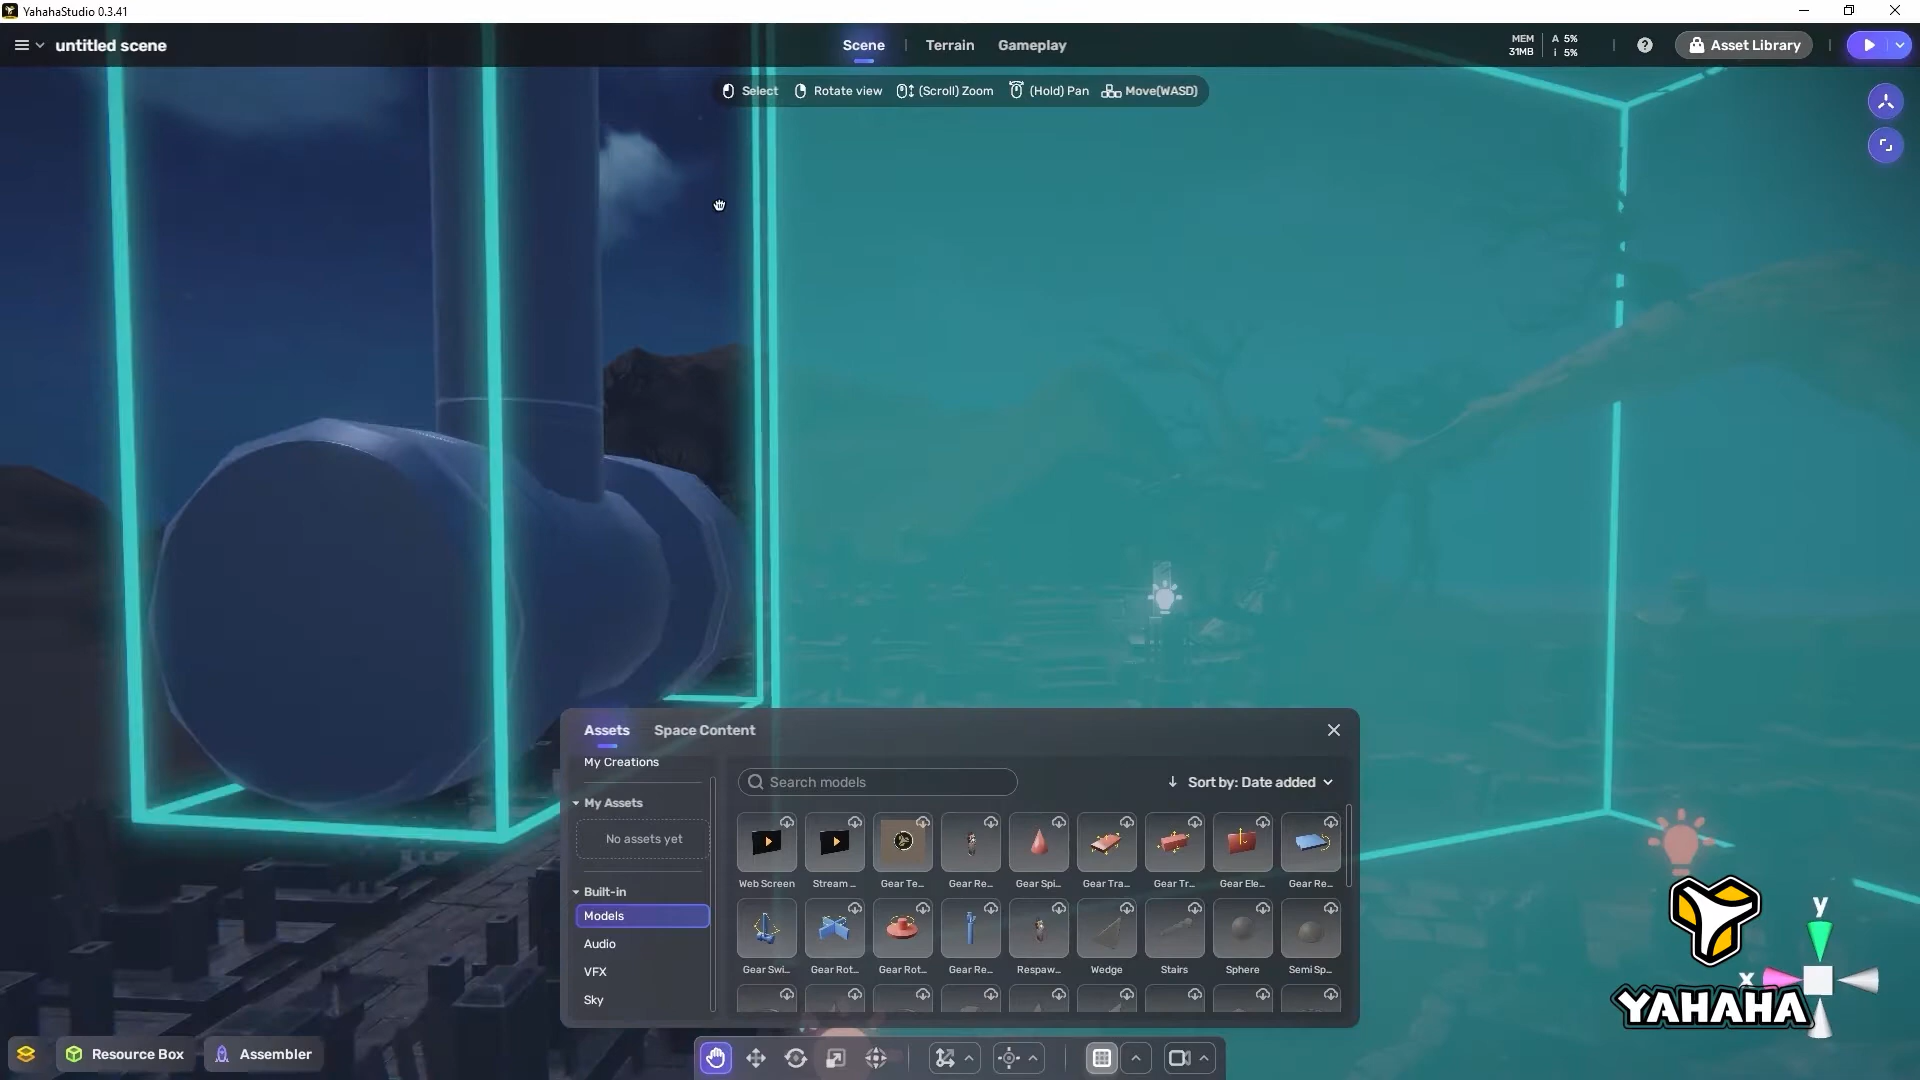 YahahaStudio 0.3.41
untitled scene
Scene
Terrain
Gameplay
MEM
31MB
A 5%
i 5%
?
Asset Library
Select
Rotate view
(Scroll) Zoom
(Hold) Pan
Move(WASD)
Assets
Space Content
My Creations
My Assets
No assets yet
Built-in
Models
Audio
VFX
Sky
Search models
Sort by: Date added
Web Screen
Stream ...
Gear Te...
Gear Re...
Gear Spi...
Gear Tra...
Gear Tr...
Gear Ele...
Gear Re...
Gear Swi...
Gear Rot...
Gear Rot...
Gear Re...
Respaw...
Wedge
Stairs
Sphere
Semi Sp...
y
x
YAHAHA
Resource Box
Assembler